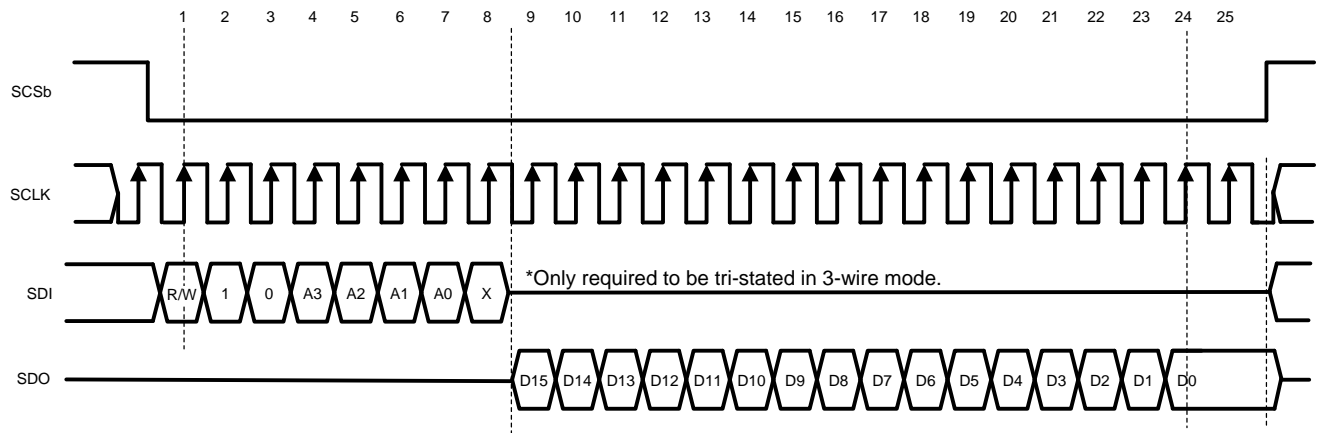 1 2 3 4 5 6 7 8 9 10 11 12 13 14 15 16 17 18 19 20 21 22 23 24 25
SCSb
SCLK
SDI R/W 1 0 A3 A2 A1 A0 X *Only required to be tri-stated in 3-wire mode.
SDO D15 D14 D13 D12 D11 D10 D9 D8 D7 D6 D5 D4 D3 D2 D1 D0